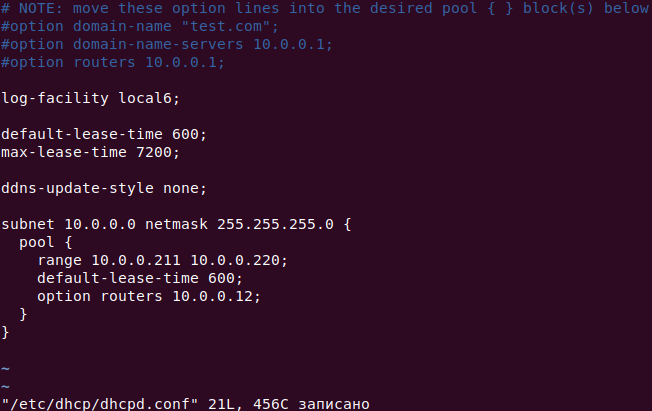 # NOTE: move these option lines into the desired pool { } block(s) below
#option domain-name "test.com";
#option domain-name-servers 10.0.0.1;
#option routers 10.0.0.1;

log-facility local6;

default-lease-time 600;
max-lease-time 7200;

ddns-update-style none;

subnet 10.0.0.0 netmask 255.255.255.0 {
  pool {
    range 10.0.0.211 10.0.0.220;
    default-lease-time 600;
    option routers 10.0.0.12;
  }
}

~
~
"/etc/dhcp/dhcpd.conf" 21L, 456C записано